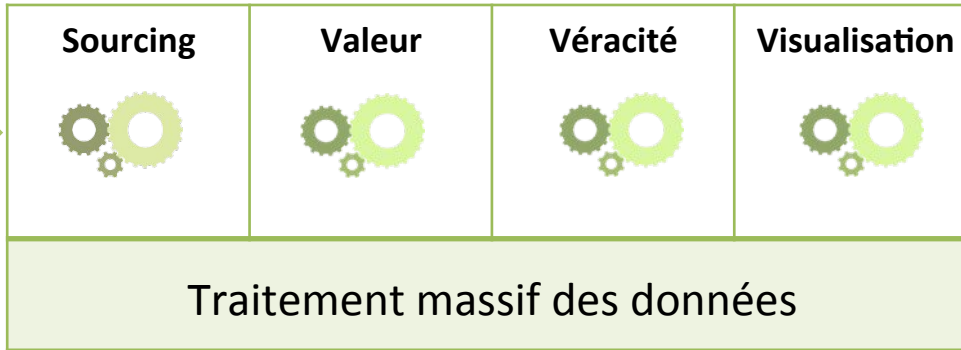 Sourcing
Valeur
Véracité
Visualisation
Traitement massif des données